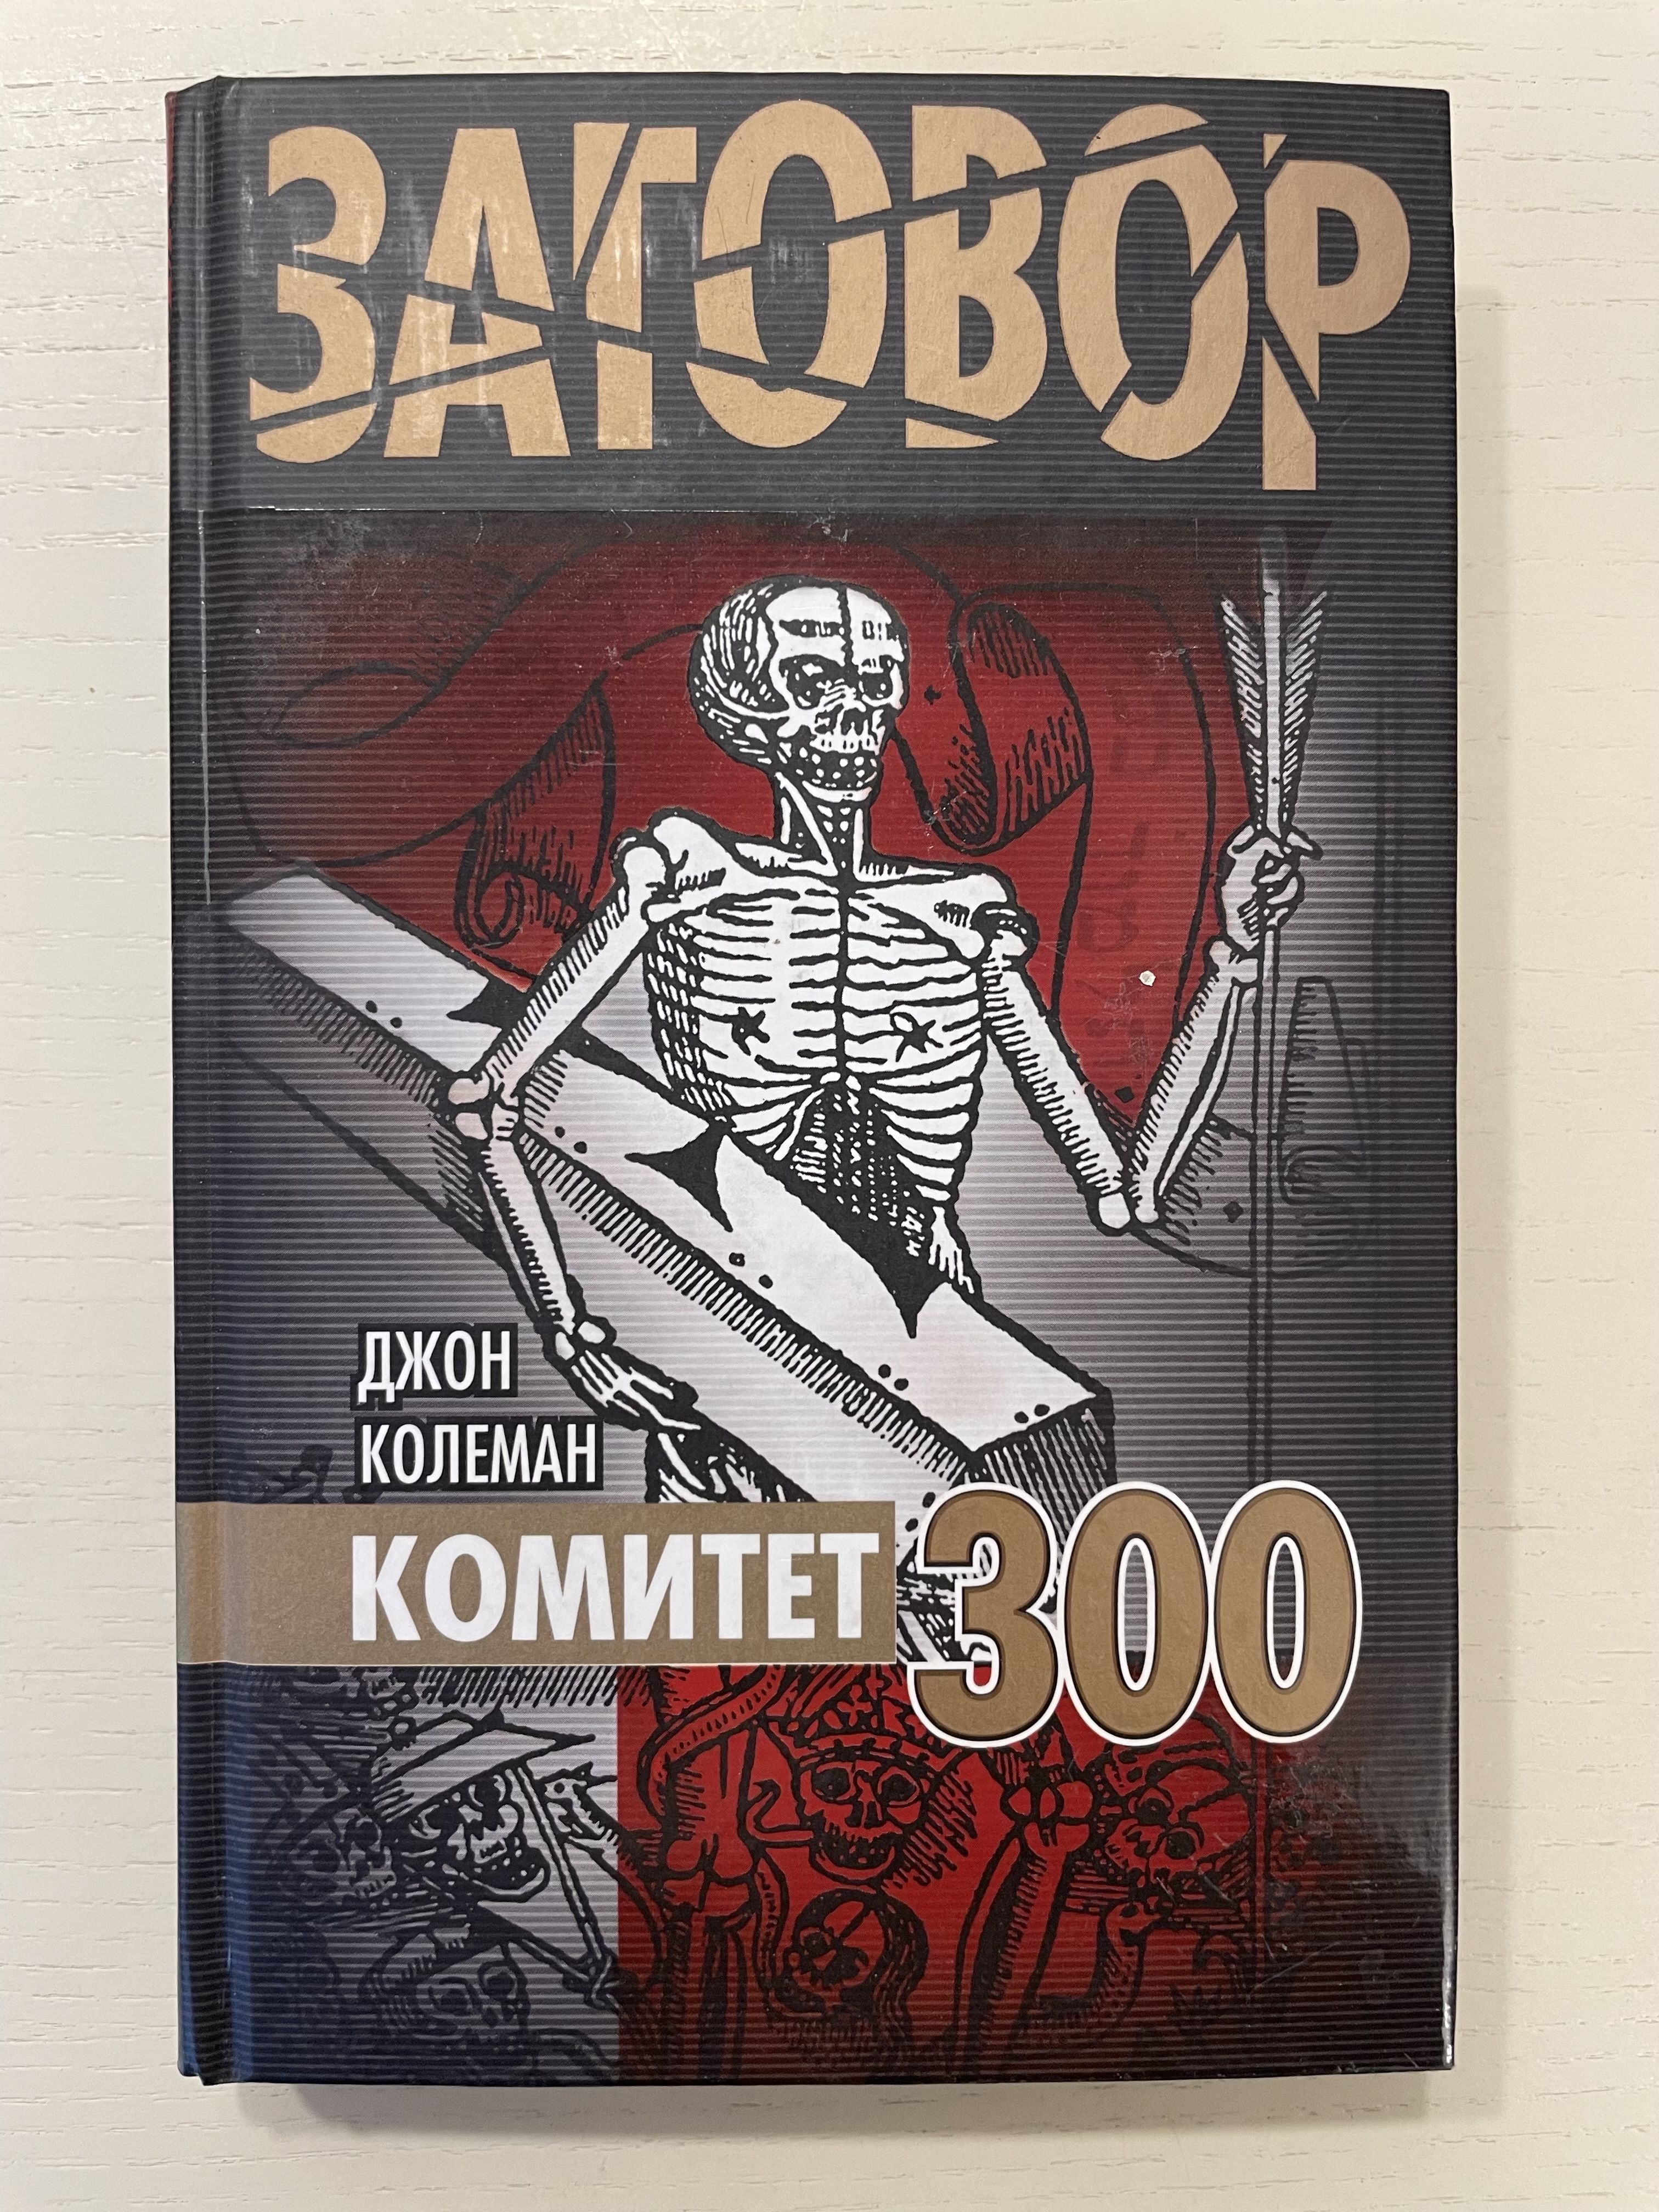 ЗАГОВОР
ДЖОН
КОЛЕМАН
КОМИТЕТ 300